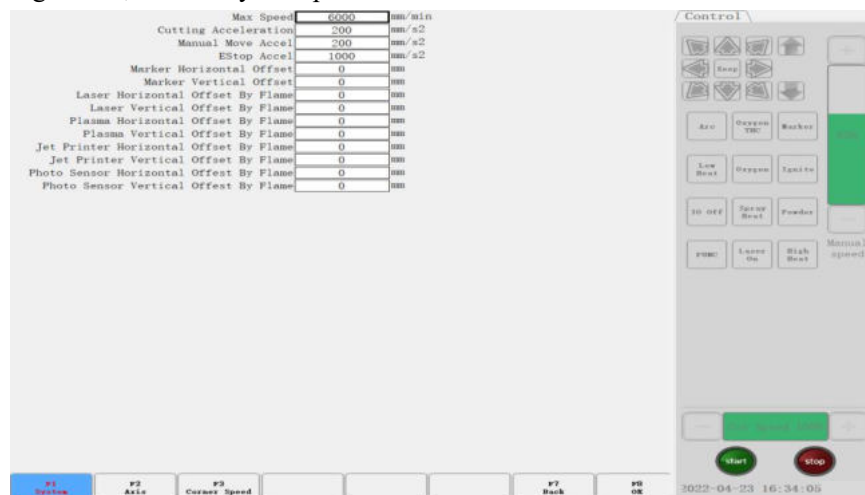 Max Speed 6000 mm/min
Cutting Acceleration 200 mm/s2
Manual Move Accel 200 mm/s2
EStop Accel 1000 mm/s2
Marker Horizontal Offset 0 mm
Marker Vertical Offset 0 mm
Laser Horizontal Offset By Flame 0 mm
Laser Vertical Offset By Flame 0 mm
Plasma Horizontal Offset By Flame 0 mm
Plasma Vertical Offset By Flame 0 mm
Jet Printer Horizontal Offset By Flame 0 mm
Jet Printer Vertical Offset By Flame 0 mm
Photo Sensor Horizontal Offest By Flame 0 mm
Photo Sensor Vertical Offest By Flame 0 mm
Control
Arc Oxygen THC Marker
Low Heat Oxygen Ignite
IO Off Heat Powder
FUNC Laser On High Heat
Manual speed
start stop
2022-04-23 16:34:05
F1 System F2 Axis F3 Corner Speed F7 Back F8 OK